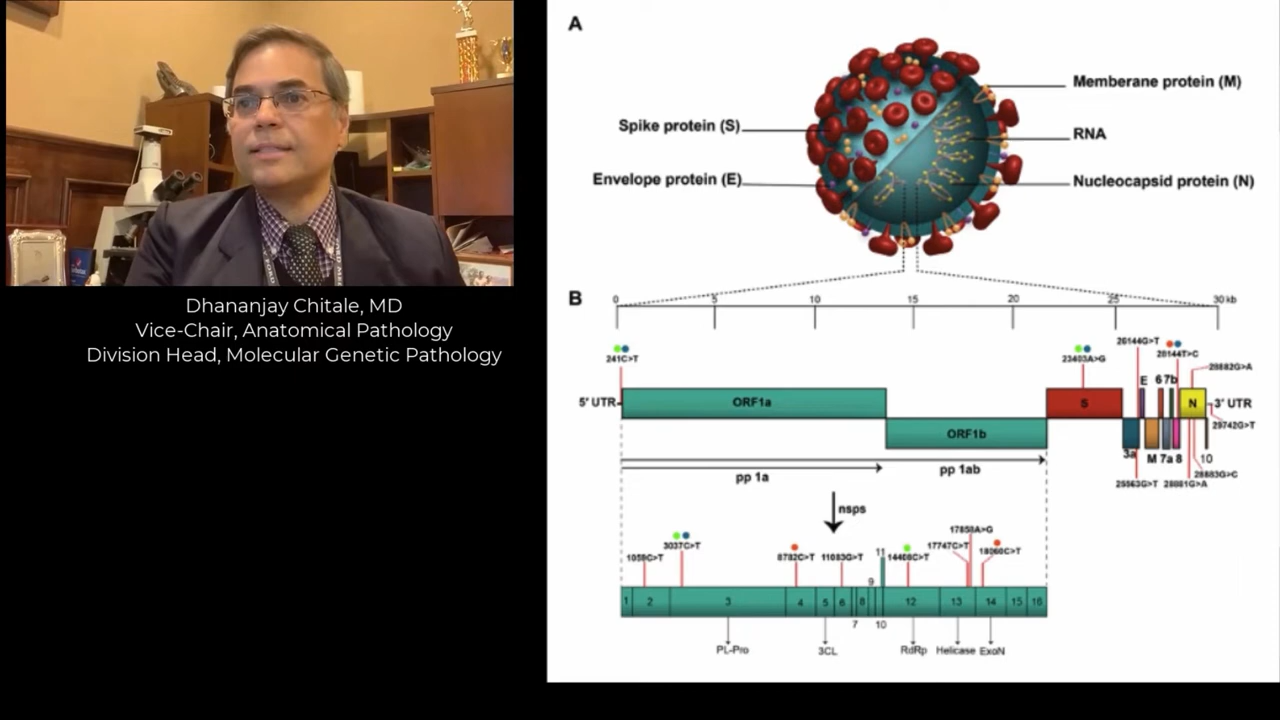 Dhananjay Chitale, MD
Vice-Chair, Anatomical Pathology
Division Head, Molecular Genetic Pathology
A
Memberane protein (M)
Spike protein (S)
RNA
Envelope protein (E)
Nucleocapsid protein (N)
B
0 5 10 15 20 25 30 kb
26144G>T
241C>T 23403A>G 28144T>C
28882G>A
E 6 7b
5' UTR ORF1a S N 3' UTR
29742G>T
ORF1b
3a M 7a 8 10
pp 1a pp 1ab
28883G>C
25563G>T 28881G>A
nsps
17858A>G
3037C>T 17747C>T
1059C>T 8782C>T 11083G>T 11 14408C>T 18060C>T
9
1 2 3 4 5 6 8 12 13 14 15 16
7 10
PL-Pro 3CL RdRp Helicase ExoN